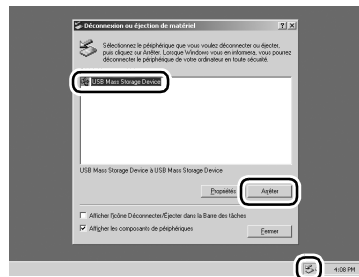 Déconnexion ou éjection de matériel
Sélectionnez le périphérique que vous voulez déconnecter ou éjecter,
puis cliquez sur Arrêter. Lorsque Windows vous en informera, vous pourrez
déconnecter le périphérique de votre ordinateur en toute sécurité.
USB Mass Storage Device
USB Mass Storage Device à USB Mass Storage Device
Propriétés
Arrêter
Afficher l'icône Déconnecter/Éjecter dans la Barre des tâches
Afficher les composants de périphériques
Fermer
4:08 PM